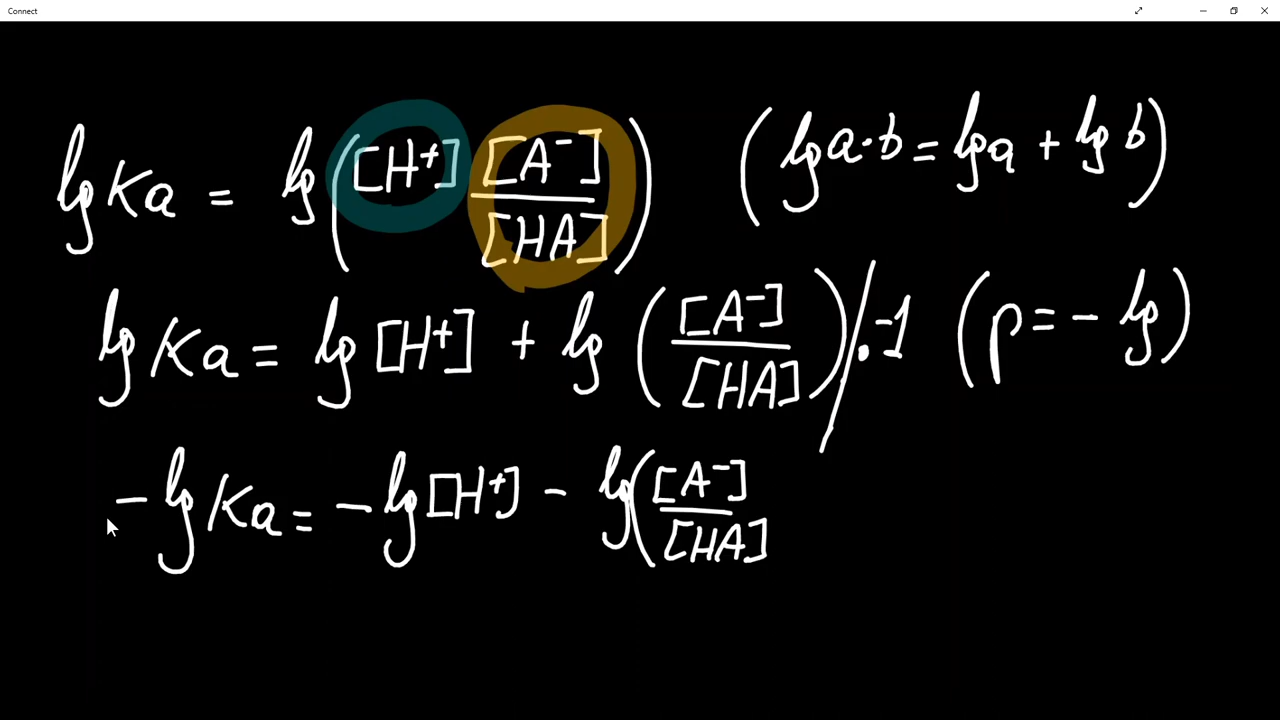 Connect
lg Ka = lg([H⁺] [A⁻]/[HA]) (lg a·b = lg a + lg b)
lg Ka = lg [H⁺] + lg ([A⁻]/[HA]) /·-1 (p = - lg)
- lg Ka = - lg [H⁺] - lg([A⁻]/[HA]